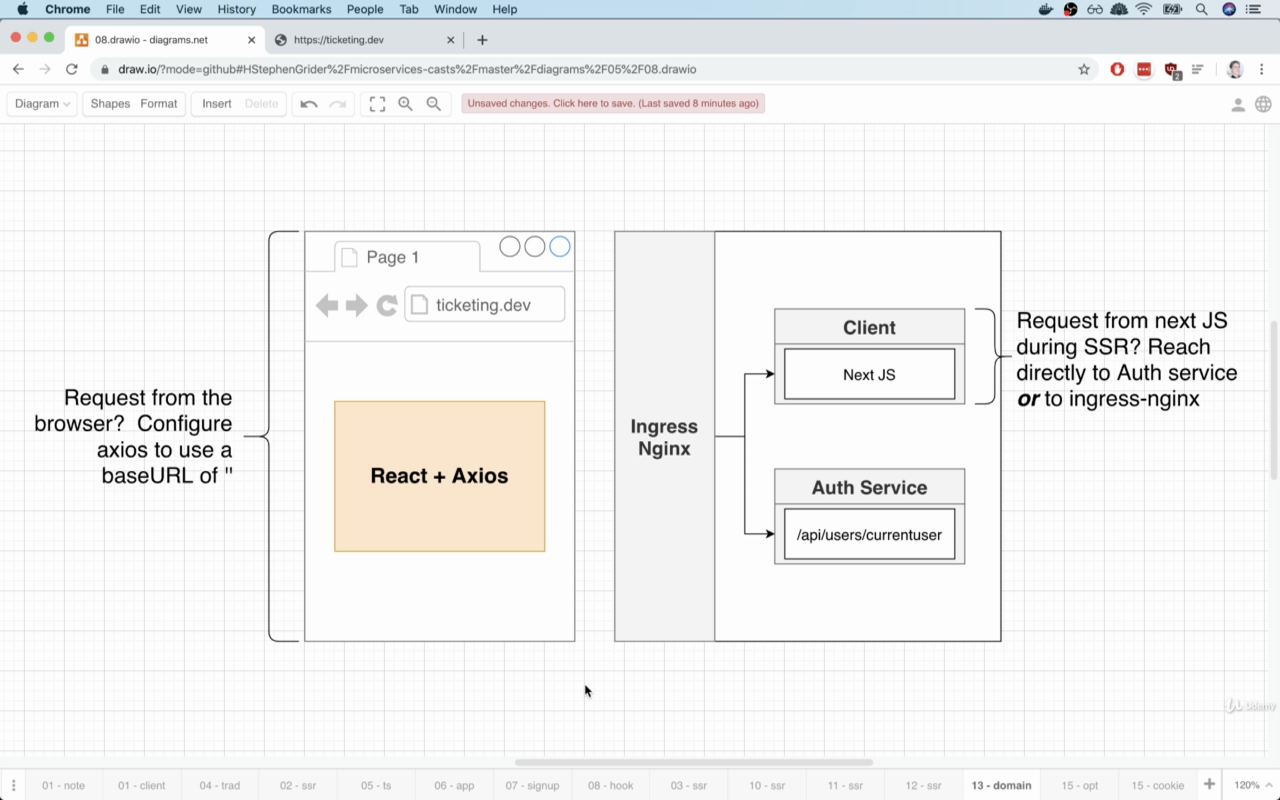 Chrome File Edit View History Bookmarks People Tab Window Help
08.drawio - diagrams.net
https://ticketing.dev
draw.io/?mode=github#HStephenGrider%2Fmicroservices-casts%2Fmaster%2Fdiagrams%2F05%2F08.drawio
2
Diagram Shapes Format Insert Delete Unsaved changes. Click here to save. (Last saved 8 minutes ago)
Page 1
ticketing.dev
Request from the
browser? Configure
axios to use a
baseURL of ''
React + Axios
Ingress
Nginx
Client
Next JS
Auth Service
/api/users/currentuser
Request from next JS
during SSR? Reach
directly to Auth service
or to ingress-nginx
Udemy
01 - note 01 - client 04 - trad 02 - ssr 05 - ts 06 - app 07 - signup 08 - hook 03 - ssr 10 - ssr 11 - ssr 12 - ssr 13 - domain 15 - opt 15 - cookie 120%